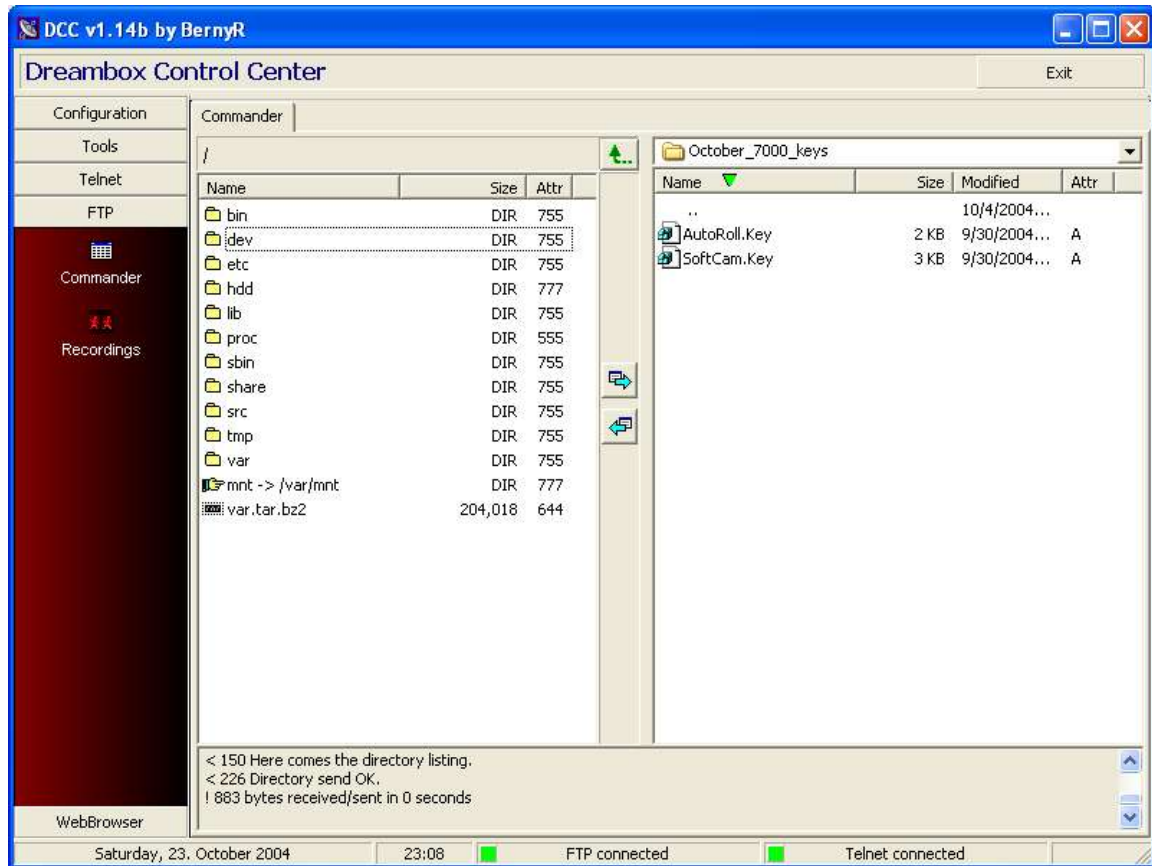 DCC v1.14b by BernyR
Dreambox Control Center
Exit
Configuration
Tools
Telnet
FTP
Commander
Recordings
WebBrowser
Commander
/
Name Size Attr
bin DIR 755
dev DIR 755
etc DIR 755
hdd DIR 777
lib DIR 755
proc DIR 555
sbin DIR 755
share DIR 755
src DIR 755
tmp DIR 755
var DIR 755
mnt -> /var/mnt DIR 777
var.tar.bz2 204,018 644
October_7000_keys
Name Size Modified Attr
.. 10/4/2004...
AutoRoll.Key 2 KB 9/30/2004... A
SoftCam.Key 3 KB 9/30/2004... A
< 150 Here comes the directory listing.
< 226 Directory send OK.
! 883 bytes received/sent in 0 seconds
Saturday, 23. October 2004 23:08 FTP connected Telnet connected